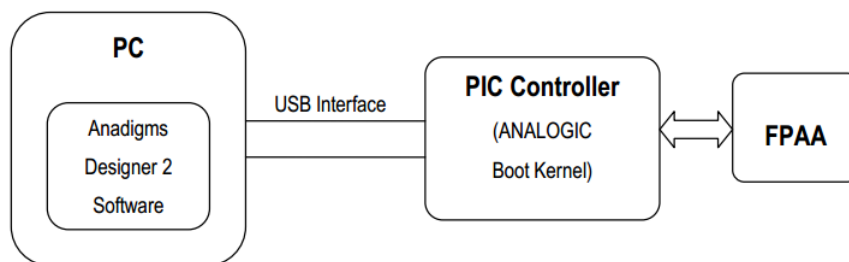 PC
Anadigms
Designer 2
Software
USB Interface
PIC Controller
(ANALOGIC
Boot Kernel)
FPAA